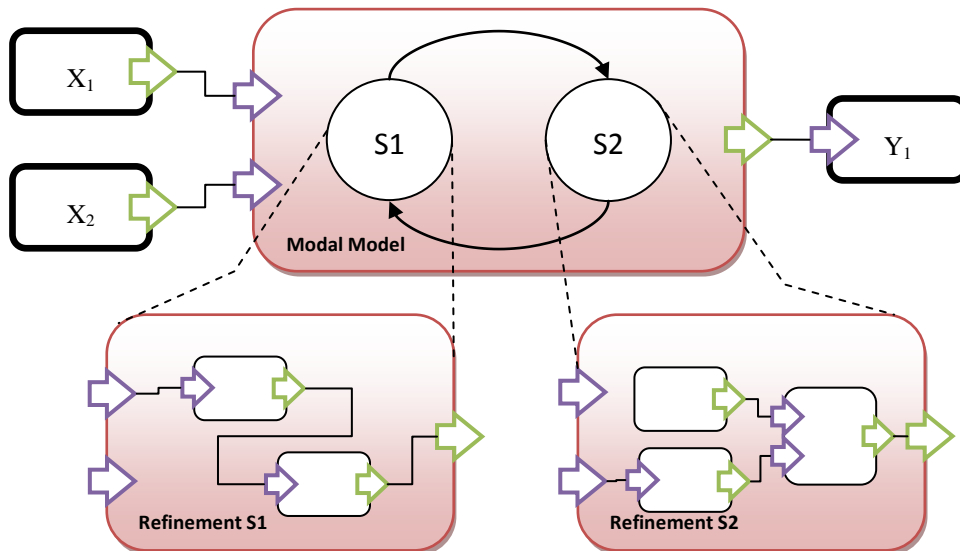 X₁
S1
S2
Y₁
X₂
Modal Model
Refinement S1
Refinement S2